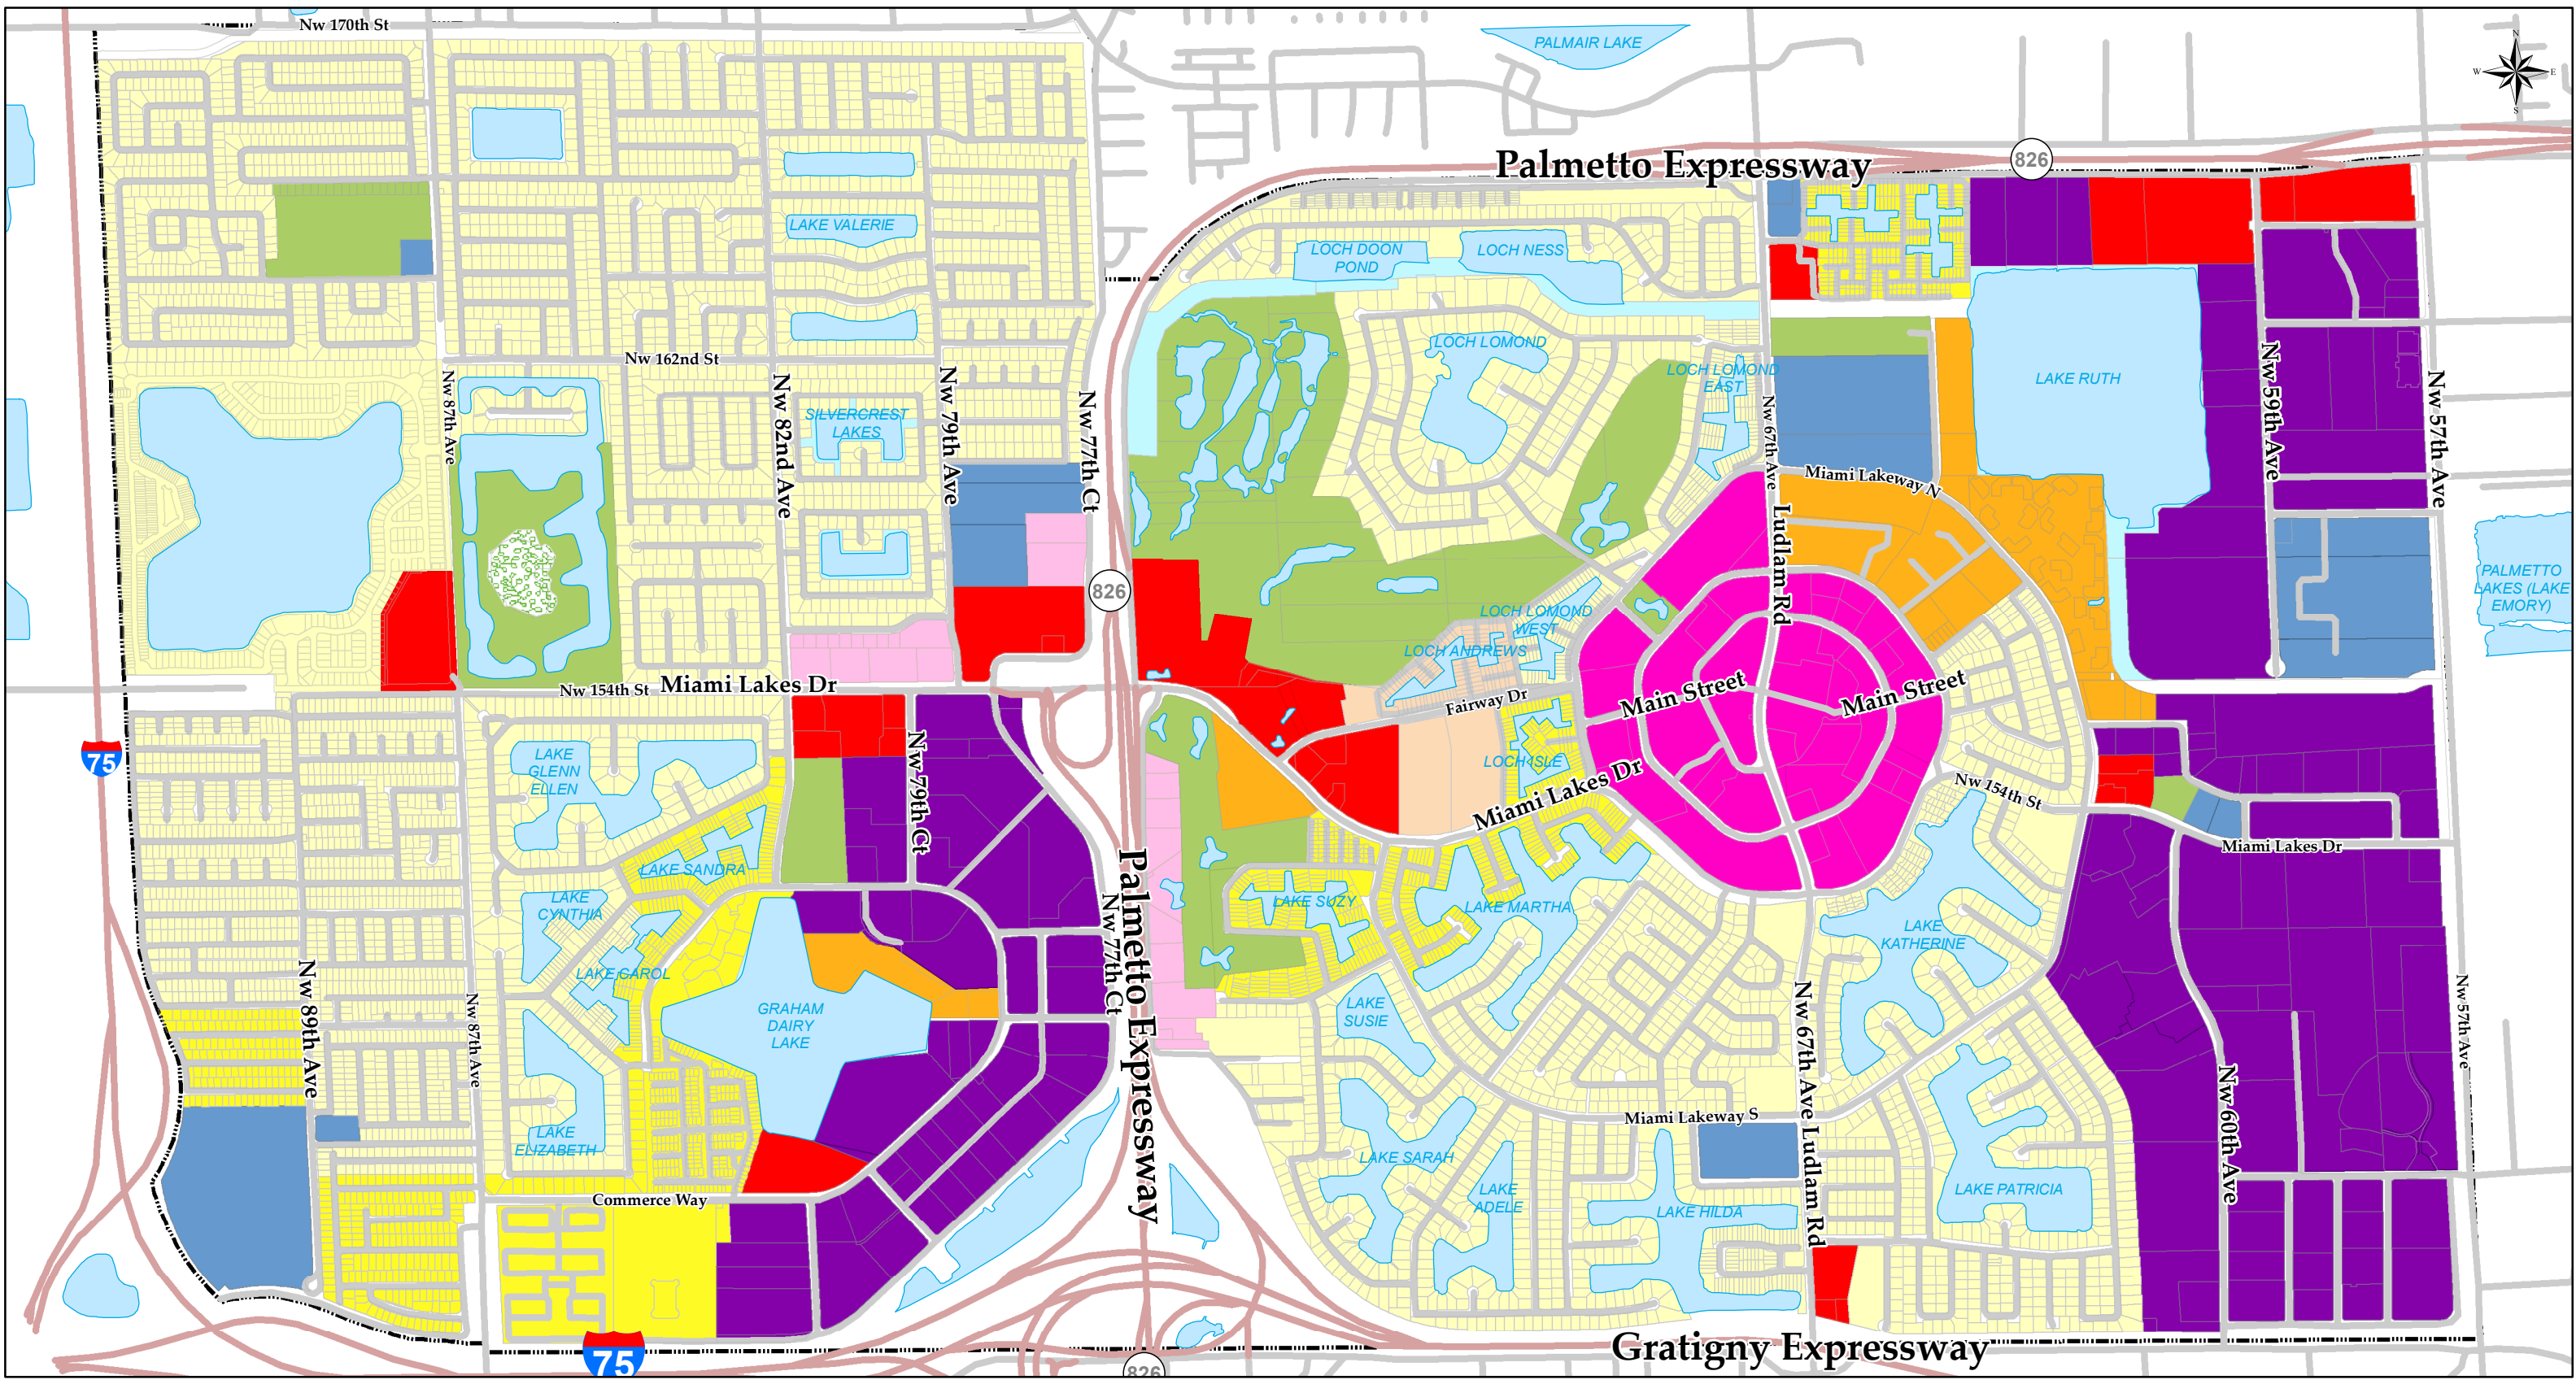 Nw 170th St
PALMAIR LAKE
N
W
E
S
Palmetto Expressway
826
LAKE VALERIE
LOCH DOON
POND
LOCH NESS
Nw 162nd St
LOCH LOMOND
LOCH LOMOND
EAST
LAKE RUTH
Nw 87th Ave
Nw 82nd Ave
SILVERCREST
LAKES
Nw 79th Ave
Nw 77th Ct
Nw 67th Ave
Nw 59th Ave
Nw 57th Ave
Miami Lakeway N
Ludlam Rd
826
PALMETTO
LAKES (LAKE
EMORY)
LOCH LOMOND
WEST
LOCH ANDREWS
Nw 154th St
Miami Lakes Dr
Fairway Dr
Main Street
Main Street
75
LAKE
GLENN
ELLEN
Nw 79th Ct
LOCH ISLE
Miami Lakes Dr
Nw 154th St
Miami Lakes Dr
LAKE SANDRA
LAKE
CYNTHIA
LAKE SUZY
LAKE MARTHA
LAKE
KATHERINE
Palmetto Expressway
Nw 77th Ct
LAKE CAROL
Nw 89th Ave
Nw 87th Ave
GRAHAM
DAIRY
LAKE
LAKE
SUSIE
Nw 67th Ave
Ludlam Rd
Nw 57th Ave
Nw 60th Ave
Miami Lakeway S
LAKE
ELIZABETH
LAKE SARAH
LAKE
ADELE
LAKE HILDA
LAKE PATRICIA
Commerce Way
75
826
Gratigny Expressway